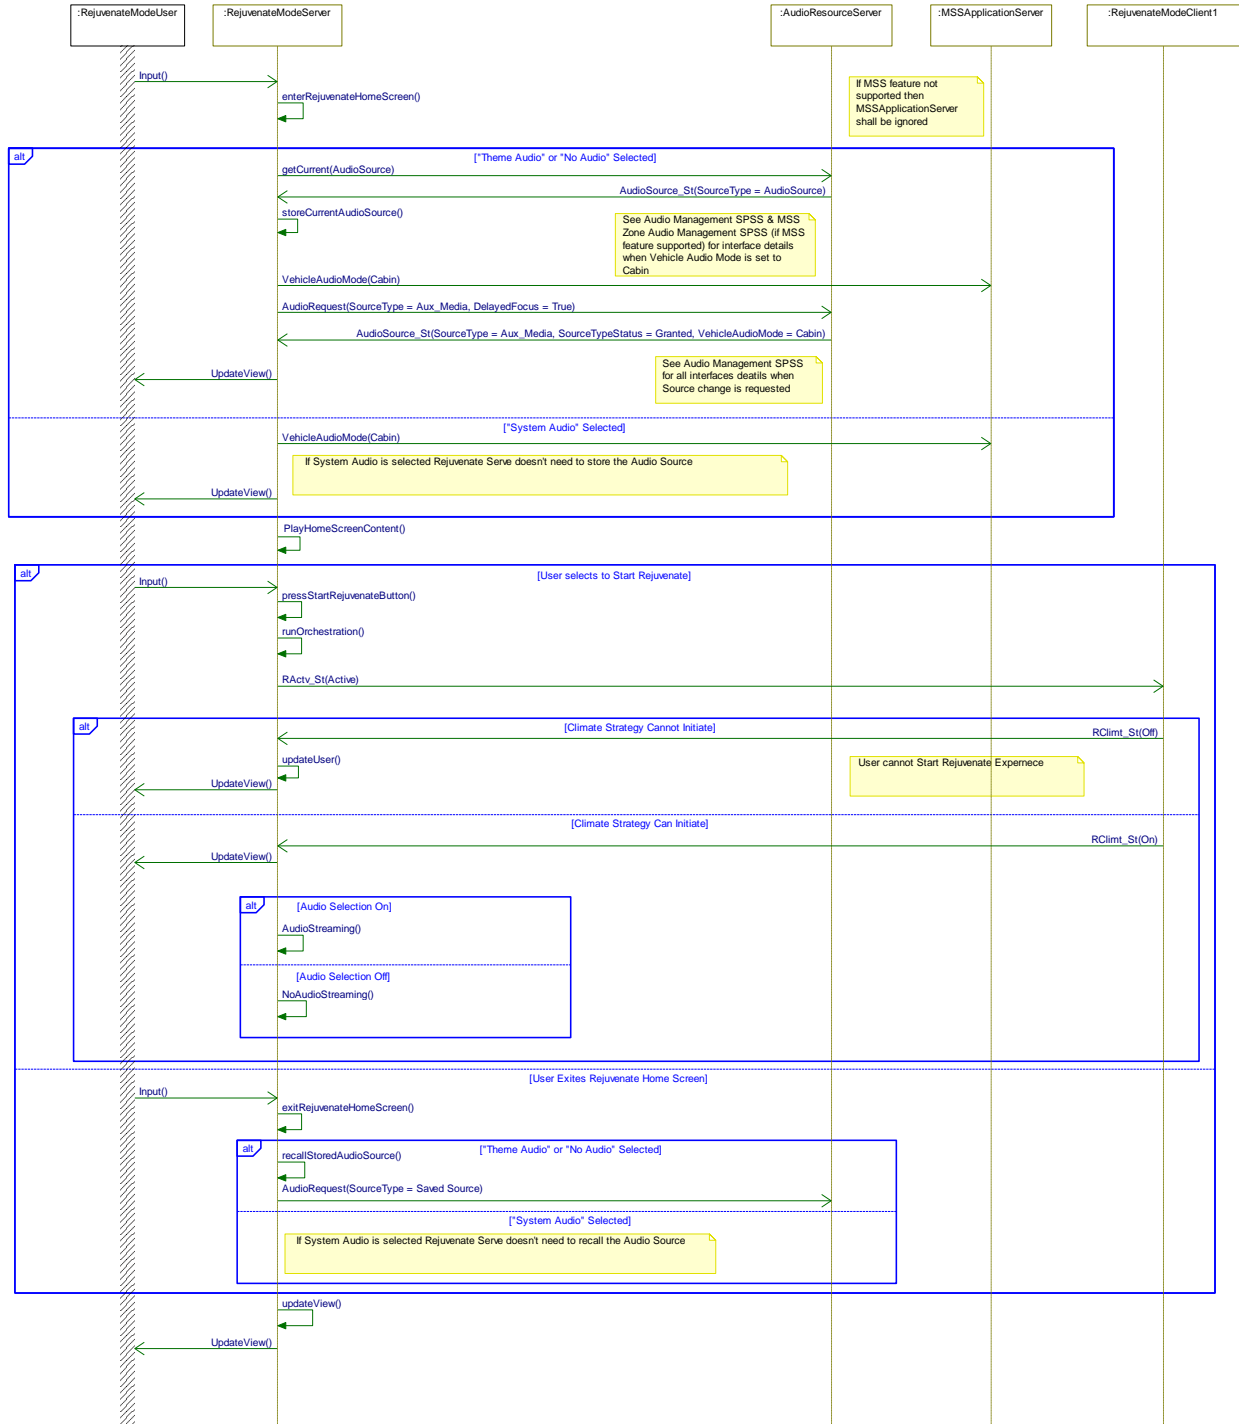 :RejuvenateModeUser
:RejuvenateModeServer
:AudioResourceServer
:MSSApplicationServer
:RejuvenateModeClient1
Input()
enterRejuvenateHomeScreen()
If MSS feature not
supported then
MSSApplicationServer
shall be ignored
alt
["Theme Audio" or "No Audio" Selected]
getCurrent(AudioSource)
AudioSource_St(SourceType = AudioSource)
storeCurrentAudioSource()
See Audio Management SPSS & MSS
Zone Audio Management SPSS (if MSS
feature supported) for interface details
when Vehicle Audio Mode is set to
Cabin
VehicleAudioMode(Cabin)
AudioRequest(SourceType = Aux_Media, DelayedFocus = True)
AudioSource_St(SourceType = Aux_Media, SourceTypeStatus = Granted, VehicleAudioMode = Cabin)
See Audio Management SPSS
for all interfaces deatils when
Source change is requested
UpdateView()
["System Audio" Selected]
VehicleAudioMode(Cabin)
If System Audio is selected Rejuvenate Serve doesn't need to store the Audio Source
UpdateView()
PlayHomeScreenContent()
alt
[User selects to Start Rejuvenate]
Input()
pressStartRejuvenateButton()
runOrchestration()
RActv_St(Active)
alt
[Climate Strategy Cannot Initiate]
RClimt_St(Off)
updateUser()
User cannot Start Rejuvenate Expernece
UpdateView()
[Climate Strategy Can Initiate]
RClimt_St(On)
UpdateView()
alt
[Audio Selection On]
AudioStreaming()
[Audio Selection Off]
NoAudioStreaming()
[User Exites Rejuvenate Home Screen]
Input()
exitRejuvenateHomeScreen()
alt
["Theme Audio" or "No Audio" Selected]
recallStoredAudioSource()
AudioRequest(SourceType = Saved Source)
["System Audio" Selected]
If System Audio is selected Rejuvenate Serve doesn't need to recall the Audio Source
updateView()
UpdateView()